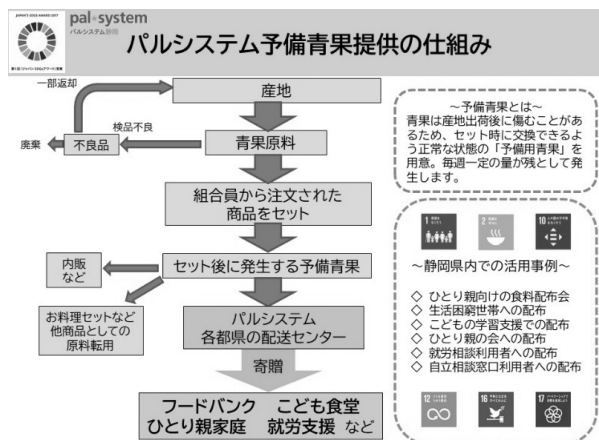 JAPAN SDGs AWARD 2017
pal*system
パルシステム静岡
パルシステム予備青果提供の仕組み
一部返却
産地
検品不良
廃棄
不良品
青果原料
組合員から注文された
商品をセット
内販
など
セット後に発生する予備青果
お料理セットなど
他商品としての
原料転用
パルシステム
各都県の配送センター
寄贈
フードバンク こども食堂
ひとり親家庭 就労支援 など
～予備青果とは～
青果は産地出荷後に傷むことがあ
るため、セット時に交換できるよ
う正常な状態の「予備用青果」を
用意。毎週一定の量が残として発
生します。
1
2
10
～静岡県内での活用事例～
◇ ひとり親向けの食料配布会
◇ 生活困窮世帯への配布
◇ こどもの学習支援での配布
◇ ひとり親の会への配布
◇ 就労相談利用者への配布
◇ 自立相談窓口利用者への配布
12
16
17